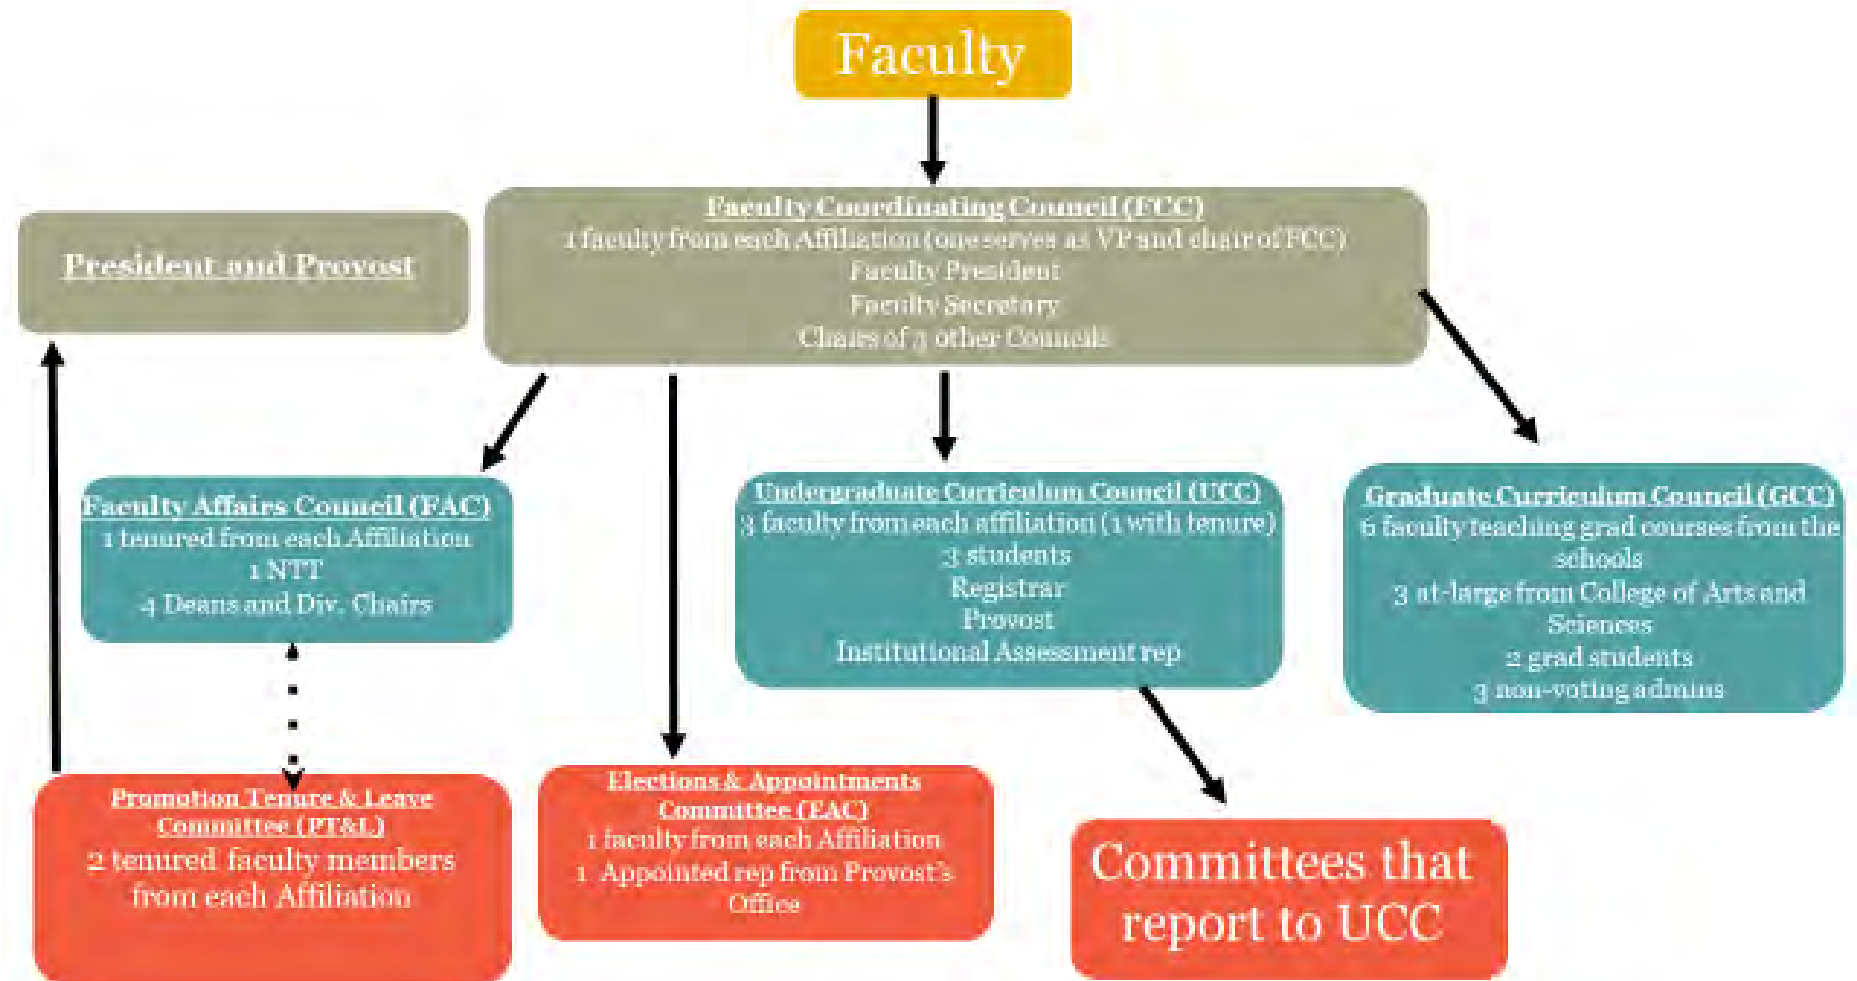 Faculty
Faculty Coordinating Council (FCC)
1 faculty from each Affiliation (one serves as VP and chair of FCC)
Faculty President
Faculty Secretary
Chairs of 3 other Councils
President and Provost
Faculty Affairs Council (FAC)
1 tenured from each Affiliation
1 NTT
4 Deans and Div. Chairs
Undergraduate Curriculum Council (UCC)
3 faculty from each affiliation (1 with tenure)
3 students
Registrar
Provost
Institutional Assessment rep
Graduate Curriculum Council (GCC)
6 faculty teaching grad courses from the
schools
3 at-large from College of Arts and
Sciences
2 grad students
3 non-voting admins
Promotion Tenure & Leave
Committee (PT&L)
2 tenured faculty members
from each Affiliation
Elections & Appointments
Committee (EAC)
1 faculty from each Affiliation
1 Appointed rep from Provost's
Office
Committees that
report to UCC